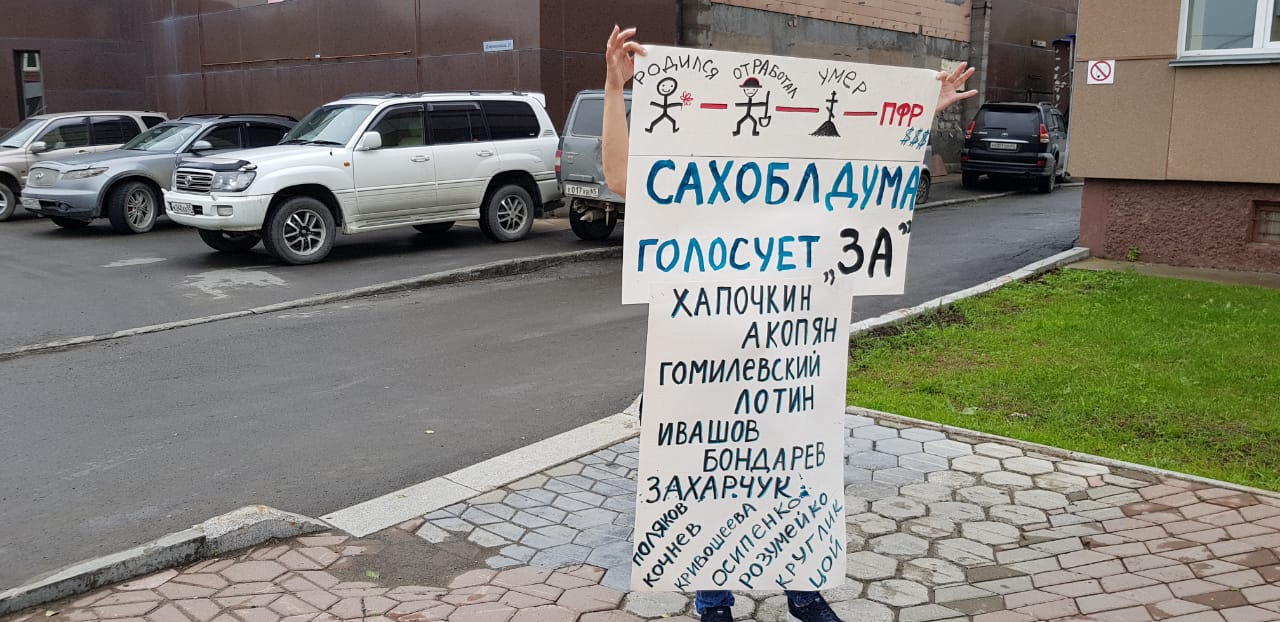 РОДИЛСЯ ОТРАБОТАЛ УМЕР
ПФР
$$$
САХОБЛДУМА
ГОЛОСУЕТ „ЗА"
ХАПОЧКИН
АКОПЯН
ГОМИЛЕВСКИЙ
ЛОТИН
ИВАШОВ
БОНДАРЕВ
ЗАХАРЧУК
ПОЛЯКОВ
КОЧНЕВ
КРИВОШЕЕВА
ОСИПЕНКО
РОЗУМЕЙКО
КРУГЛИК
ЦОЙ